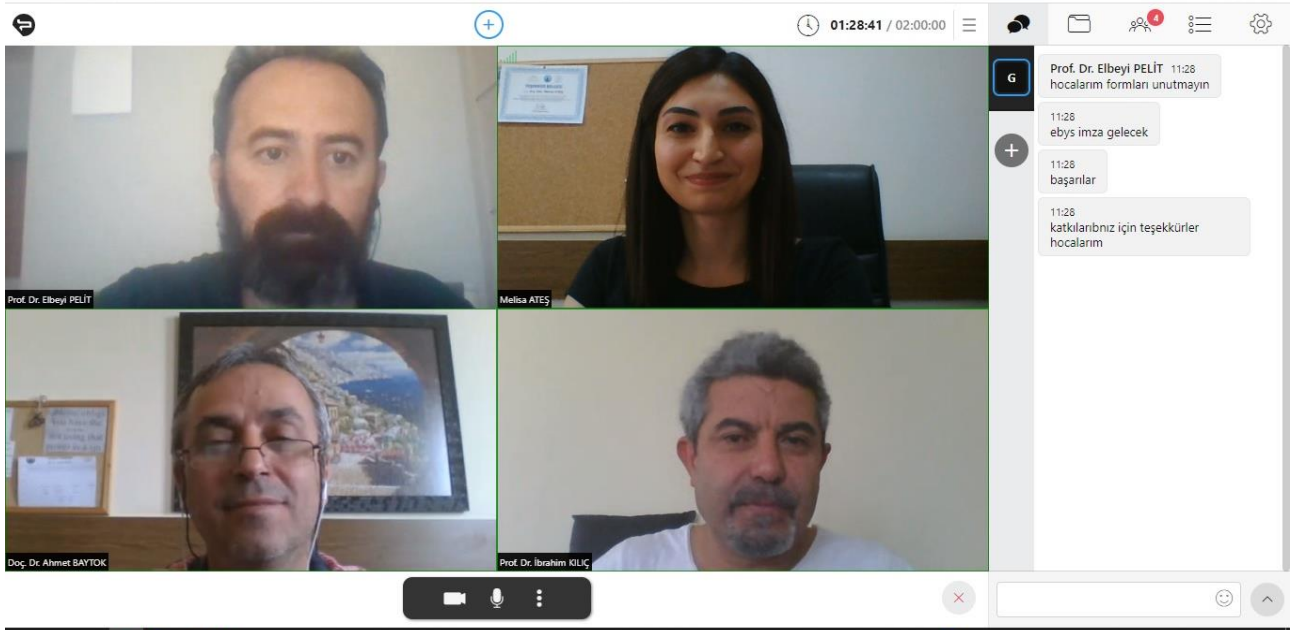 01:28:41 / 02:00:00
4
G
Prof. Dr. Elbeyi PELİT 11:28
hocalarım formları unutmayın
11:28
ebys imza gelecek
11:28
başarılar
11:28
katkılarıbnız için teşekkürler
hocalarım
Prof. Dr. Elbeyi PELİT
Melisa ATEŞ
Doç. Dr. Ahmet BAYTOK
Prof. Dr. İbrahim KILIÇ